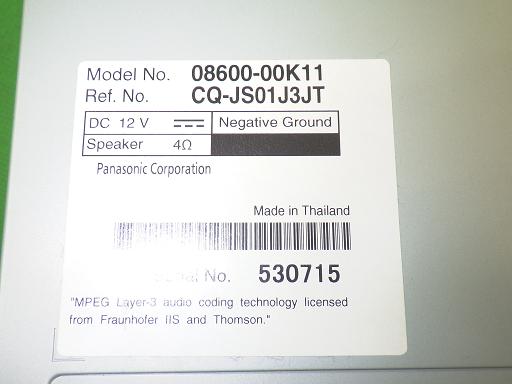 Model No. 08600-00K11
Ref. No. CQ-JS01J3JT
DC 12 V Negative Ground
Speaker 4Ω
Panasonic Corporation
Made in Thailand
Serial No. 530715
"MPEG Layer-3 audio coding technology licensed
from Fraunhofer IIS and Thomson."